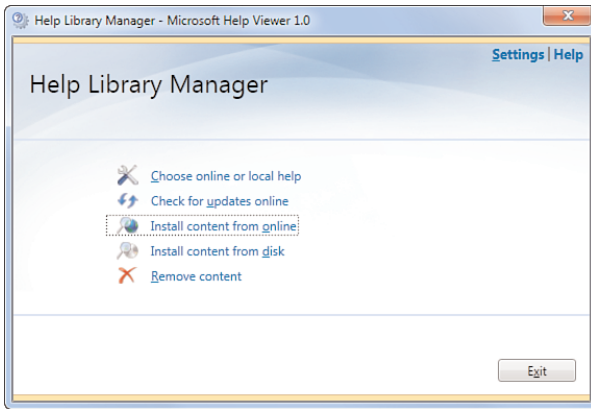 Help Library Manager - Microsoft Help Viewer 1.0
Settings | Help
Help Library Manager
Choose online or local help
Check for updates online
Install content from online
Install content from disk
Remove content
Exit